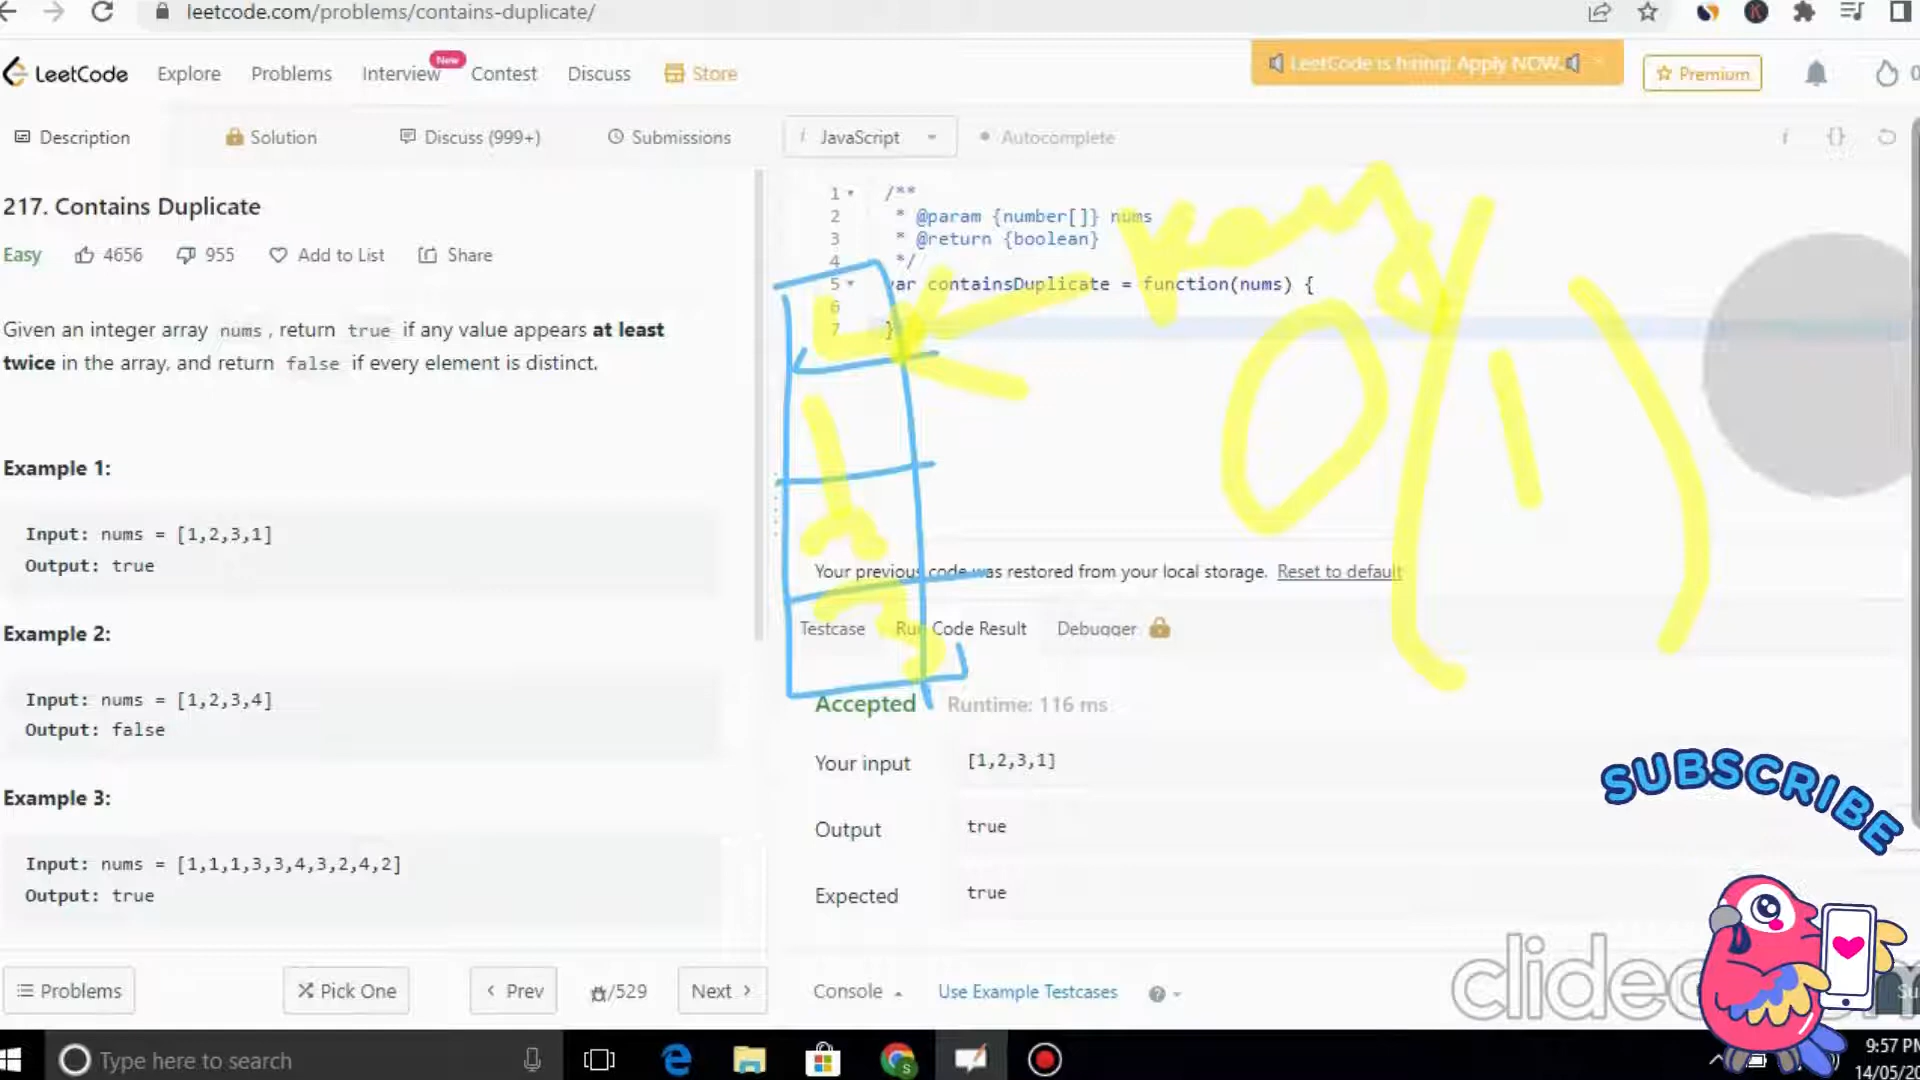 leetcode.com/problems/contains-duplicate/
LeetCode Explore Problems Interview New Contest Discuss Store LeetCode is hiring! Apply NOW. Premium 0
Description Solution Discuss (999+) Submissions i JavaScript Autocomplete i {}
217. Contains Duplicate
Easy 4656 955 Add to List Share
Given an integer array nums, return true if any value appears at least
twice in the array, and return false if every element is distinct.
Example 1:
Input: nums = [1,2,3,1]
Output: true
Example 2:
Input: nums = [1,2,3,4]
Output: false
Example 3:
Input: nums = [1,1,1,3,3,4,3,2,4,2]
Output: true
Problems Pick One Prev /529 Next
1 /**
2 * @param {number[]} nums
3 * @return {boolean}
4 */
5 var containsDuplicate = function(nums) {
6
7 }
O(1)
Your previous code was restored from your local storage. Reset to default
Testcase Run Code Result Debugger
Accepted Runtime: 116 ms
Your input [1,2,3,1]
Output true
Expected true
SUBSCRIBE
Console Use Example Testcases
Type here to search
9:57 PM